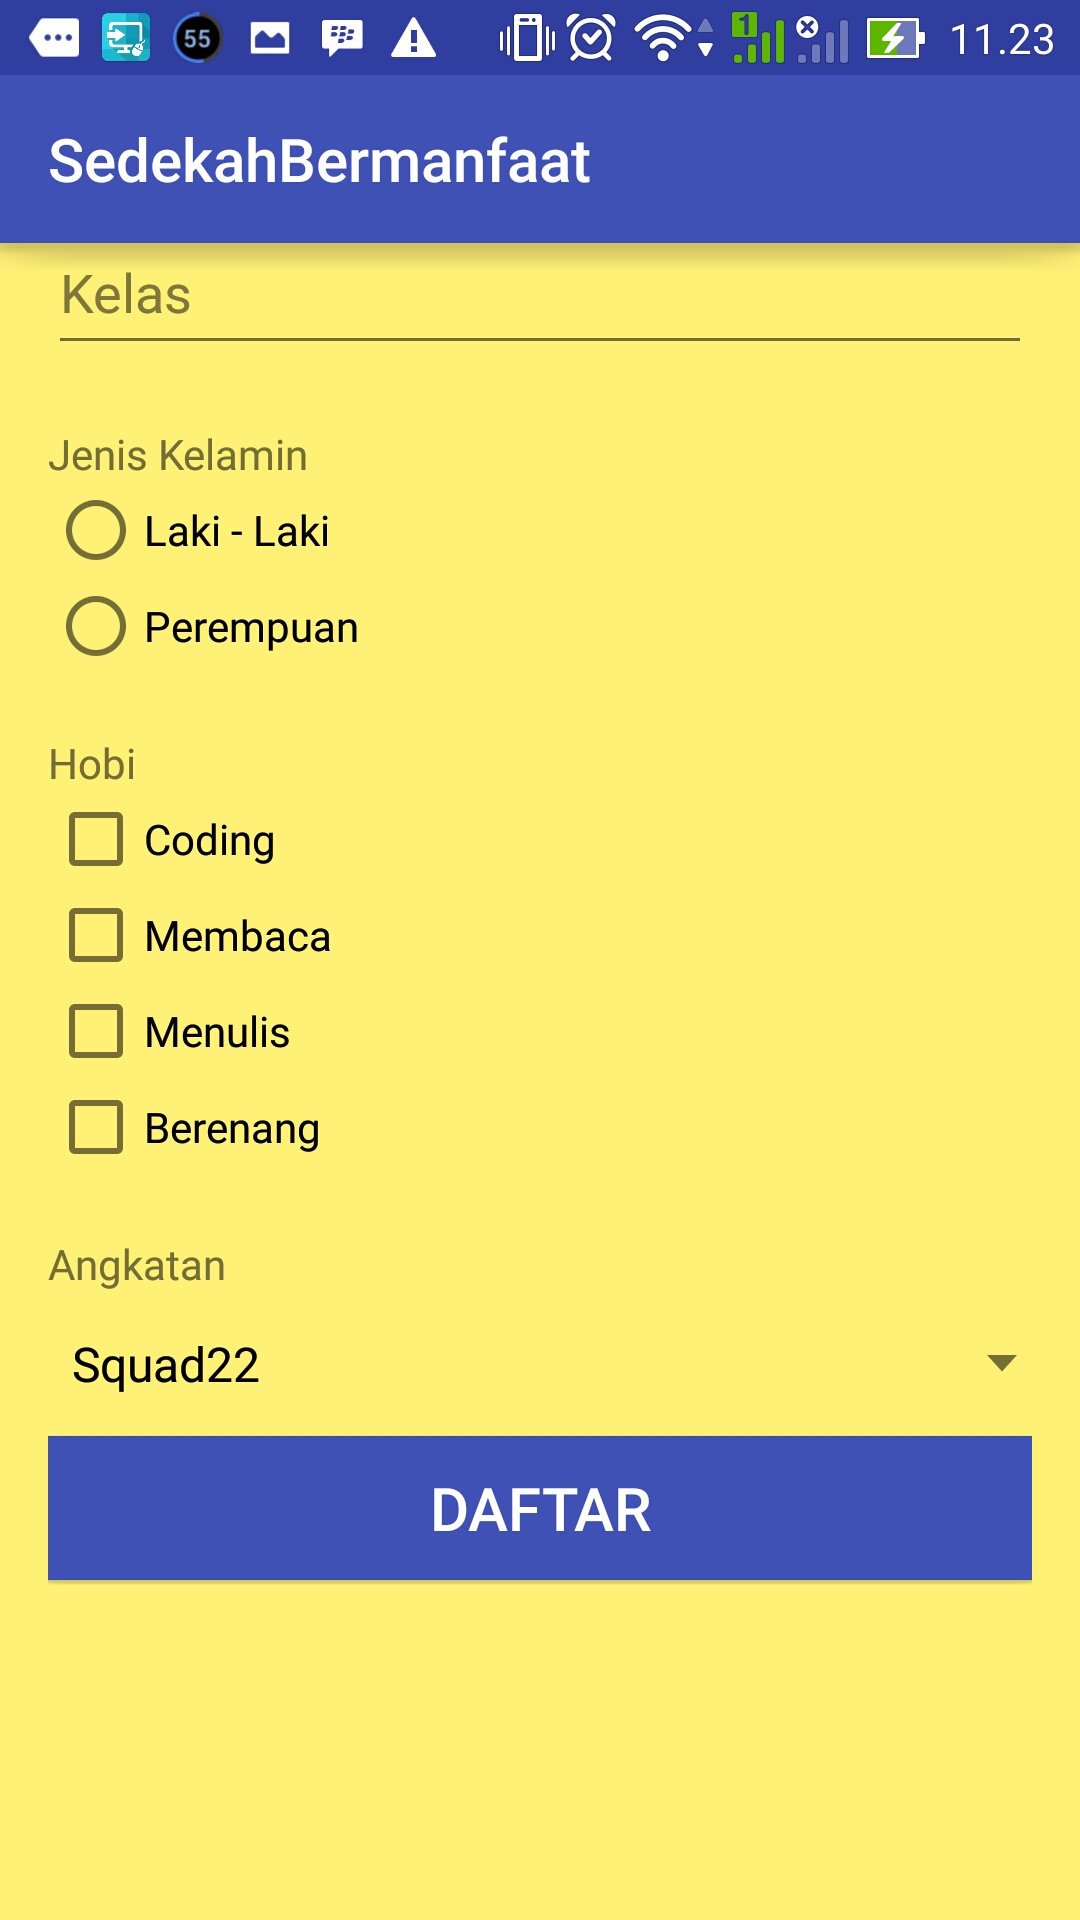 55
1
11.23
SedekahBermanfaat
Kelas
Jenis Kelamin
Laki - Laki
Perempuan
Hobi
Coding
Membaca
Menulis
Berenang
Angkatan
Squad22
DAFTAR